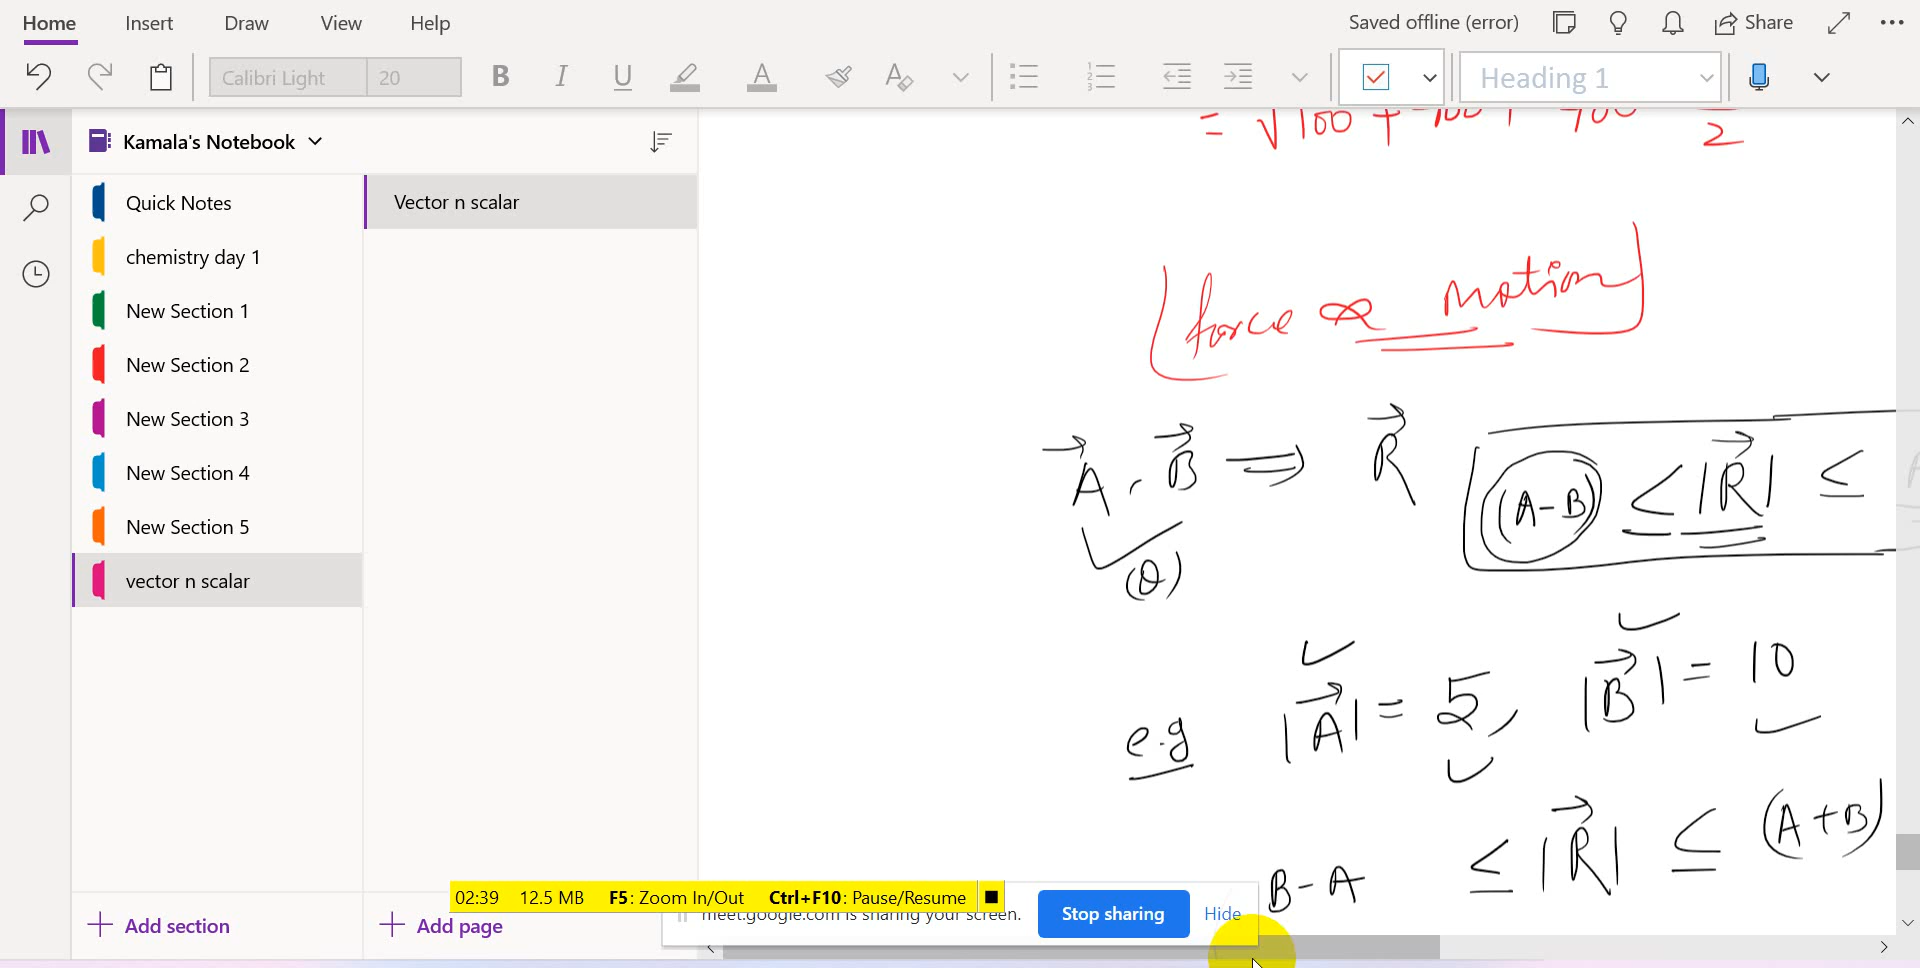 Home Insert Draw View Help Saved offline (error) Share
Calibri Light 20 B I U A A Heading 1
Kamala's Notebook
Quick Notes
chemistry day 1
New Section 1
New Section 2
New Section 3
New Section 4
New Section 5
vector n scalar
Add section
Vector n scalar
Add page
= √100 + 100 + 2
force ∝ motion
A⃗ , B⃗ ⟹ R⃗ (A-B) ≤ |R⃗| ≤
(θ)
e.g |A⃗| = 5, |B⃗| = 10
B-A ≤ |R⃗| ≤ (A+B)
02:39 12.5 MB F5: Zoom In/Out Ctrl+F10: Pause/Resume
meet.google.com is sharing your screen. Stop sharing Hide